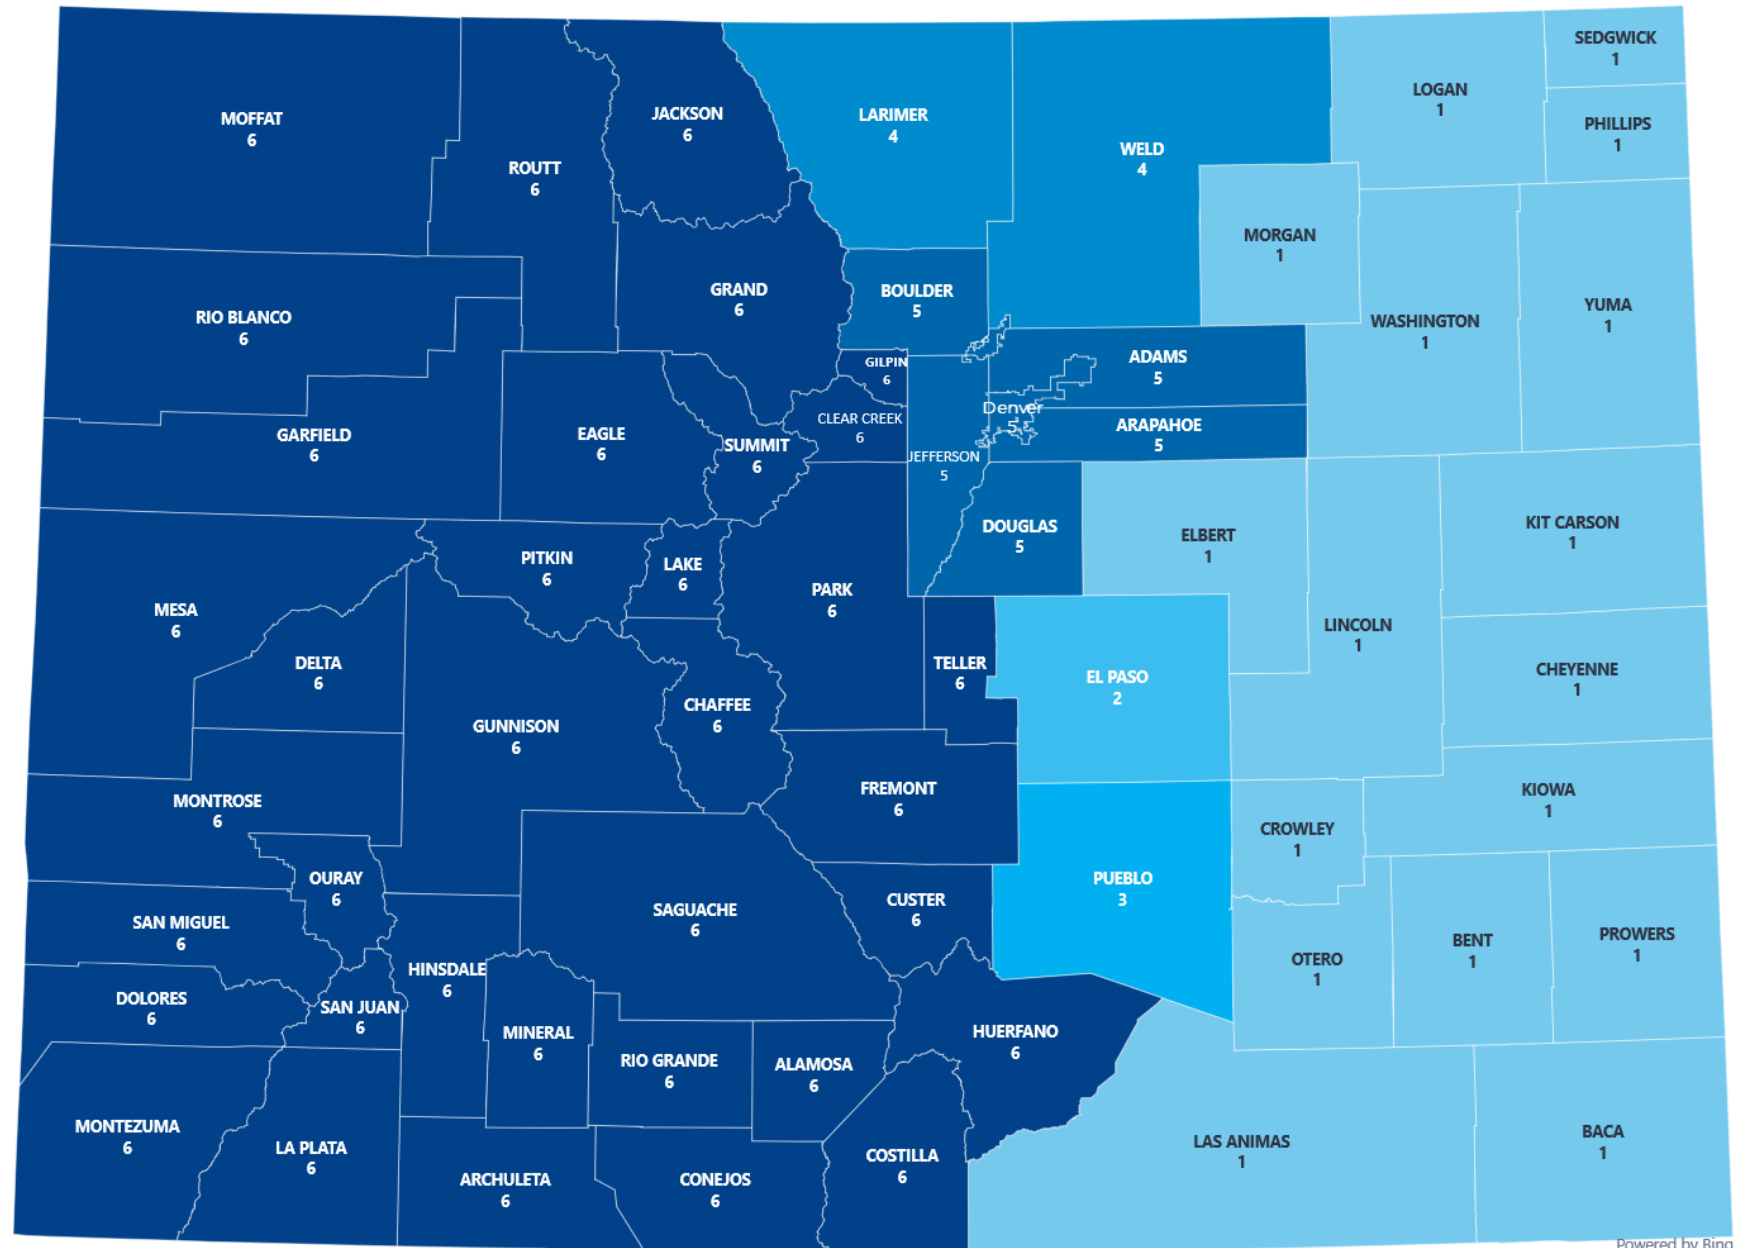 SEDGWICK
1
LOGAN
1
PHILLIPS
1
MOFFAT
6
JACKSON
6
LARIMER
4
WELD
4
ROUTT
6
MORGAN
1
GRAND
6
BOULDER
5
YUMA
1
RIO BLANCO
6
WASHINGTON
1
GILPIN
6
ADAMS
5
Denver
5
CLEAR CREEK
6
ARAPAHOE
5
GARFIELD
6
EAGLE
6
SUMMIT
6
JEFFERSON
5
DOUGLAS
5
ELBERT
1
KIT CARSON
1
PITKIN
6
LAKE
6
PARK
6
MESA
6
LINCOLN
1
DELTA
6
TELLER
6
EL PASO
2
CHEYENNE
1
GUNNISON
6
CHAFFEE
6
MONTROSE
6
FREMONT
6
KIOWA
1
CROWLEY
1
OURAY
6
PUEBLO
3
SAN MIGUEL
6
SAGUACHE
6
CUSTER
6
OTERO
1
BENT
1
PROWERS
1
HINSDALE
6
DOLORES
6
SAN JUAN
6
MINERAL
6
RIO GRANDE
6
ALAMOSA
6
HUERFANO
6
MONTEZUMA
6
LA PLATA
6
ARCHULETA
6
CONEJOS
6
COSTILLA
6
LAS ANIMAS
1
BACA
1
Powered by Bing